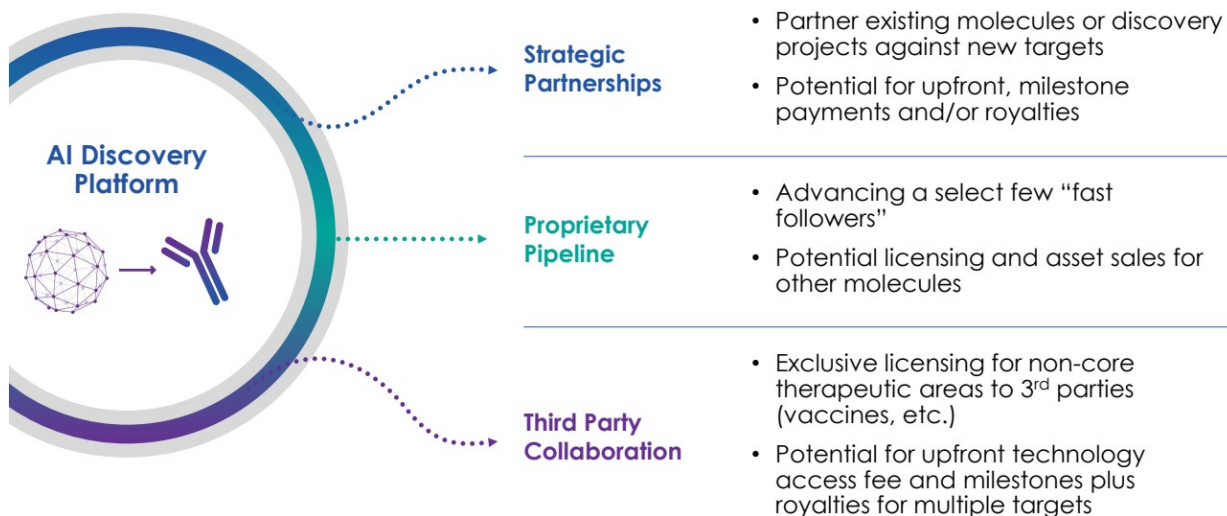 AI Discovery
Platform
Strategic
Partnerships
• Partner existing molecules or discovery
projects against new targets
• Potential for upfront, milestone
payments and/or royalties
Proprietary
Pipeline
• Advancing a select few “fast
followers”
• Potential licensing and asset sales for
other molecules
Third Party
Collaboration
• Exclusive licensing for non-core
therapeutic areas to 3rd parties
(vaccines, etc.)
• Potential for upfront technology
access fee and milestones plus
royalties for multiple targets